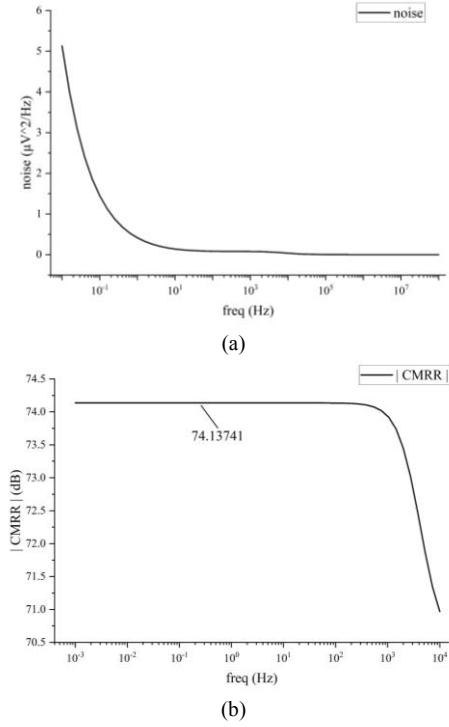 noise
6
5
4
3
2
1
0
noise (μV^2/Hz)
10^-1 10^1 10^3 10^5 10^7
freq (Hz)
(a)
| CMRR |
74.5
74.0
73.5
73.0
72.5
72.0
71.5
71.0
70.5
74.13741
| CMRR | (dB)
10^-3 10^-2 10^-1 10^0 10^1 10^2 10^3 10^4
freq (Hz)
(b)